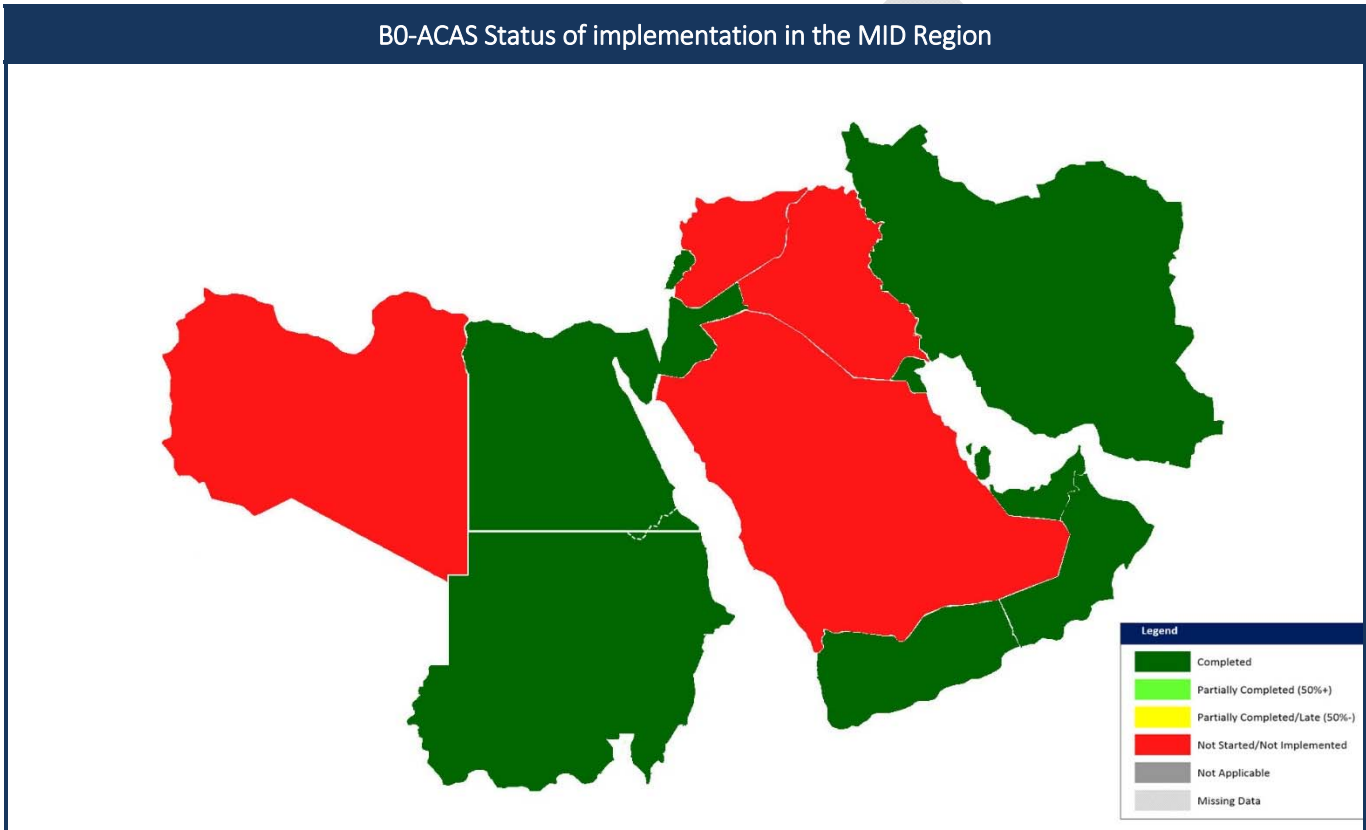 B0-ACAS Status of implementation in the MID Region
Legend
Completed
Partially Completed (50%+)
Partially Completed/Late (50%-)
Not Started/Not Implemented
Not Applicable
Missing Data